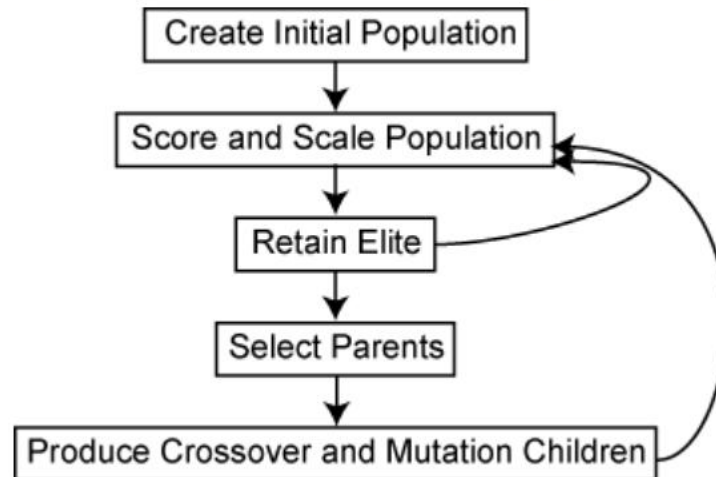 Create Initial Population
Score and Scale Population
Retain Elite
Select Parents
Produce Crossover and Mutation Children